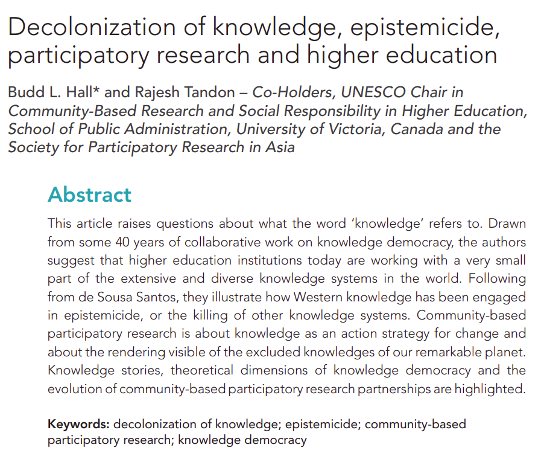 Decolonization of knowledge, epistemicide,
participatory research and higher education
Budd L. Hall* and Rajesh Tandon – Co-Holders, UNESCO Chair in
Community-Based Research and Social Responsibility in Higher Education,
School of Public Administration, University of Victoria, Canada and the
Society for Participatory Research in Asia
Abstract
This article raises questions about what the word ‘knowledge’ refers to. Drawn
from some 40 years of collaborative work on knowledge democracy, the authors
suggest that higher education institutions today are working with a very small
part of the extensive and diverse knowledge systems in the world. Following
from de Sousa Santos, they illustrate how Western knowledge has been engaged
in epistemicide, or the killing of other knowledge systems. Community-based
participatory research is about knowledge as an action strategy for change and
about the rendering visible of the excluded knowledges of our remarkable planet.
Knowledge stories, theoretical dimensions of knowledge democracy and the
evolution of community-based participatory research partnerships are highlighted.
Keywords: decolonization of knowledge; epistemicide; community-based
participatory research; knowledge democracy